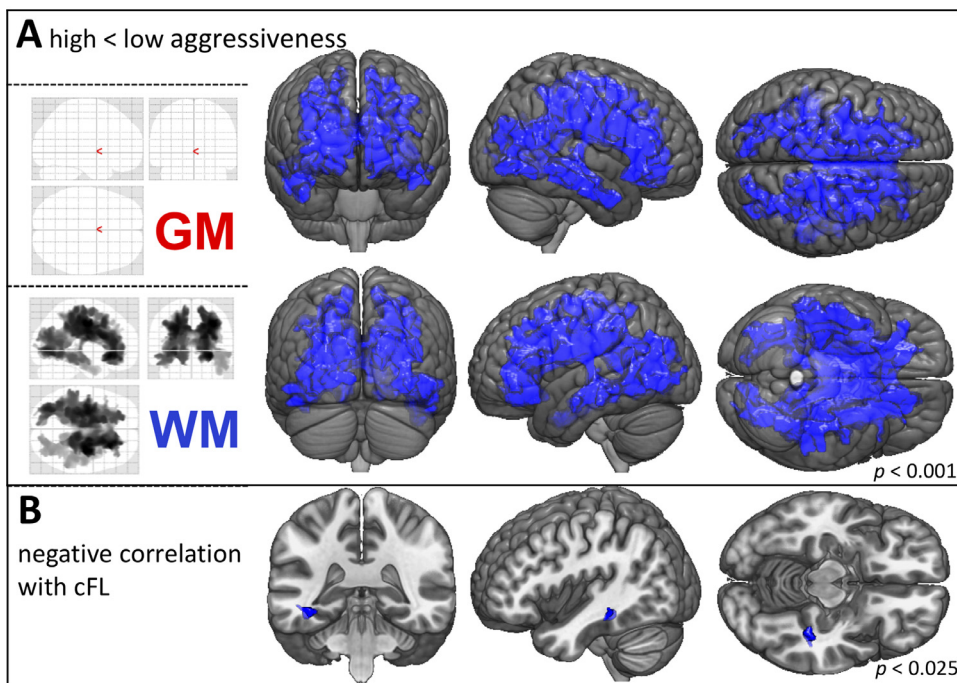 A high < low aggressiveness
GM
WM
p < 0.001
B
negative correlation
with cFL
p < 0.025